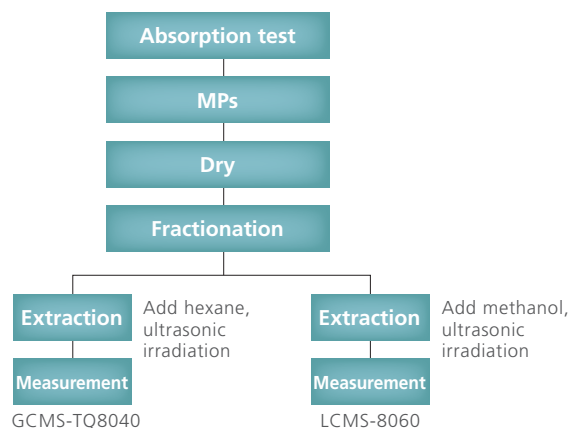 Absorption test
MPs
Dry
Fractionation
Extraction
Add hexane,
ultrasonic
irradiation
Measurement
GCMS-TQ8040
Extraction
Add methanol,
ultrasonic
irradiation
Measurement
LCMS-8060